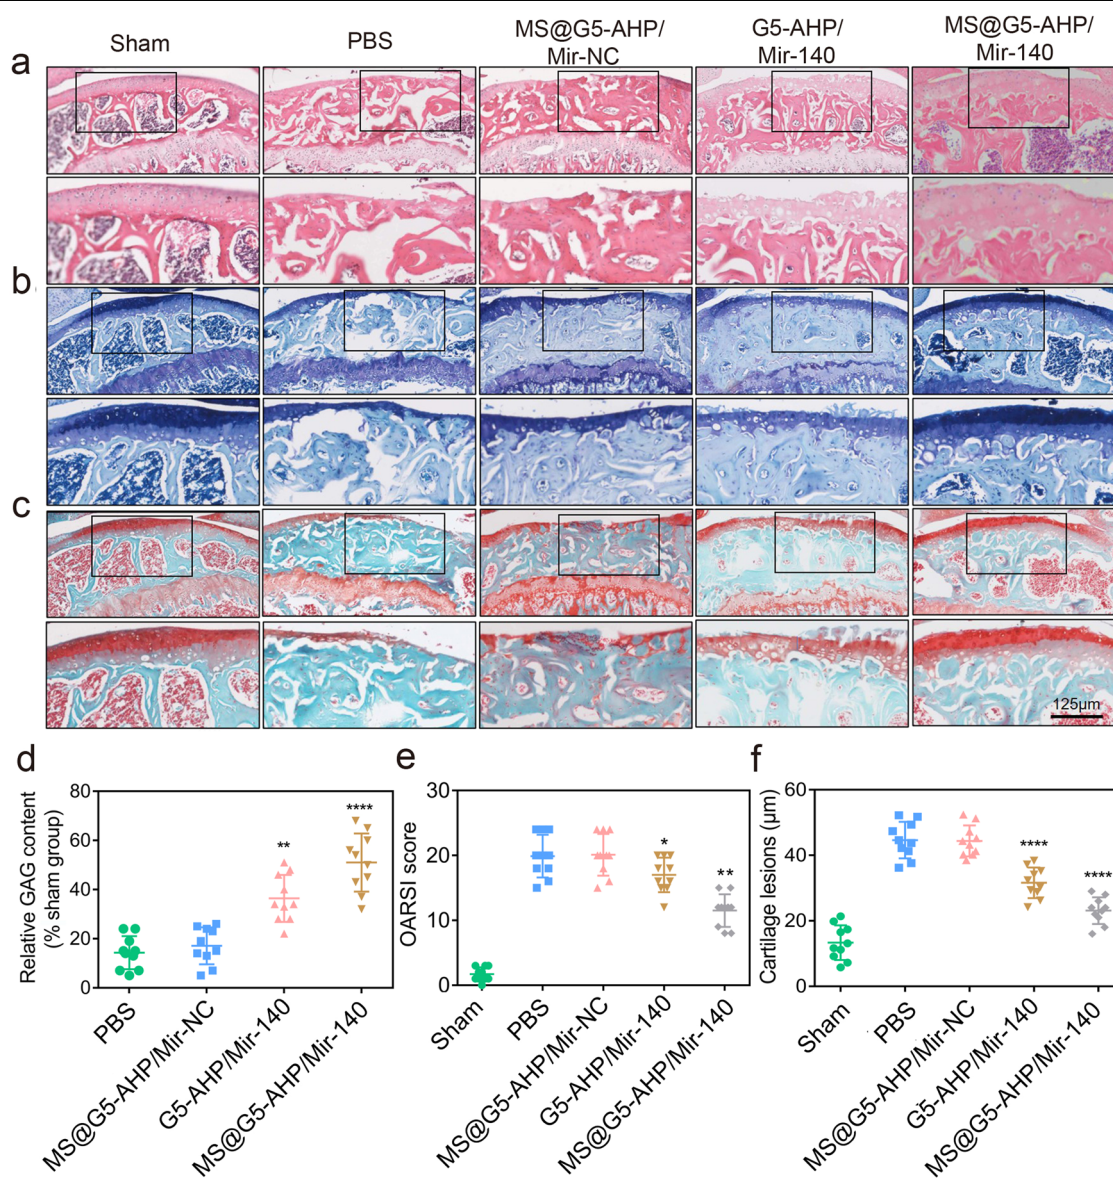 Sham
PBS
MS@G5-AHP/
Mir-NC
G5-AHP/
Mir-140
MS@G5-AHP/
Mir-140
a
b
c
125μm
d
Relative GAG content
(% sham group)
80
60
40
20
0
**
****
PBS
MS@G5-AHP/Mir-NC
G5-AHP/Mir-140
MS@G5-AHP/Mir-140
e
OARSI score
30
20
10
0
*
**
Sham
PBS
MS@G5-AHP/Mir-NC
G5-AHP/Mir-140
MS@G5-AHP/Mir-140
f
Cartilage lesions (μm)
60
40
20
0
****
****
Sham
PBS
MS@G5-AHP/Mir-NC
G5-AHP/Mir-140
MS@G5-AHP/Mir-140